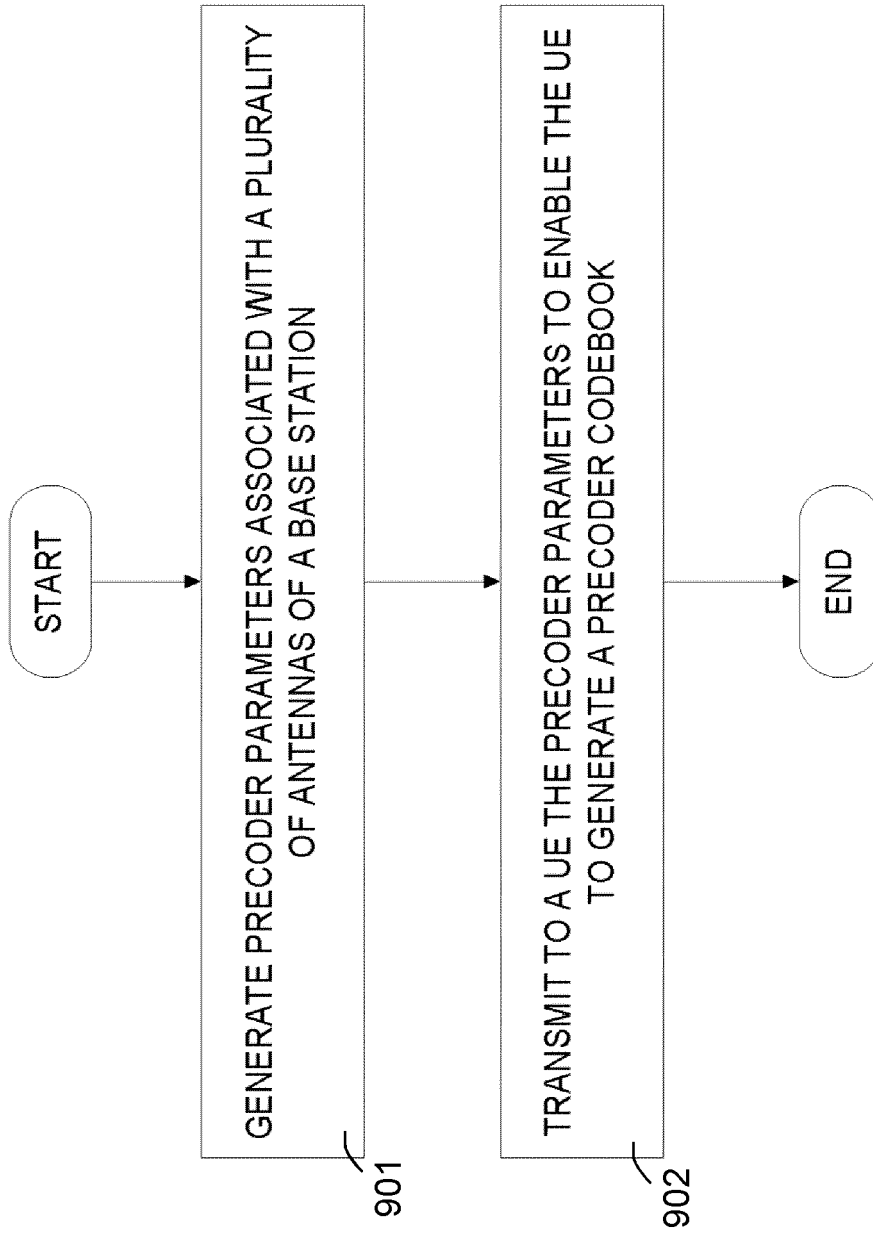 START
GENERATE PRECODER PARAMETERS ASSOCIATED WITH A PLURALITY
OF ANTENNAS OF A BASE STATION
901
TRANSMIT TO A UE THE PRECODER PARAMETERS TO ENABLE THE UE
TO GENERATE A PRECODER CODEBOOK
902
END